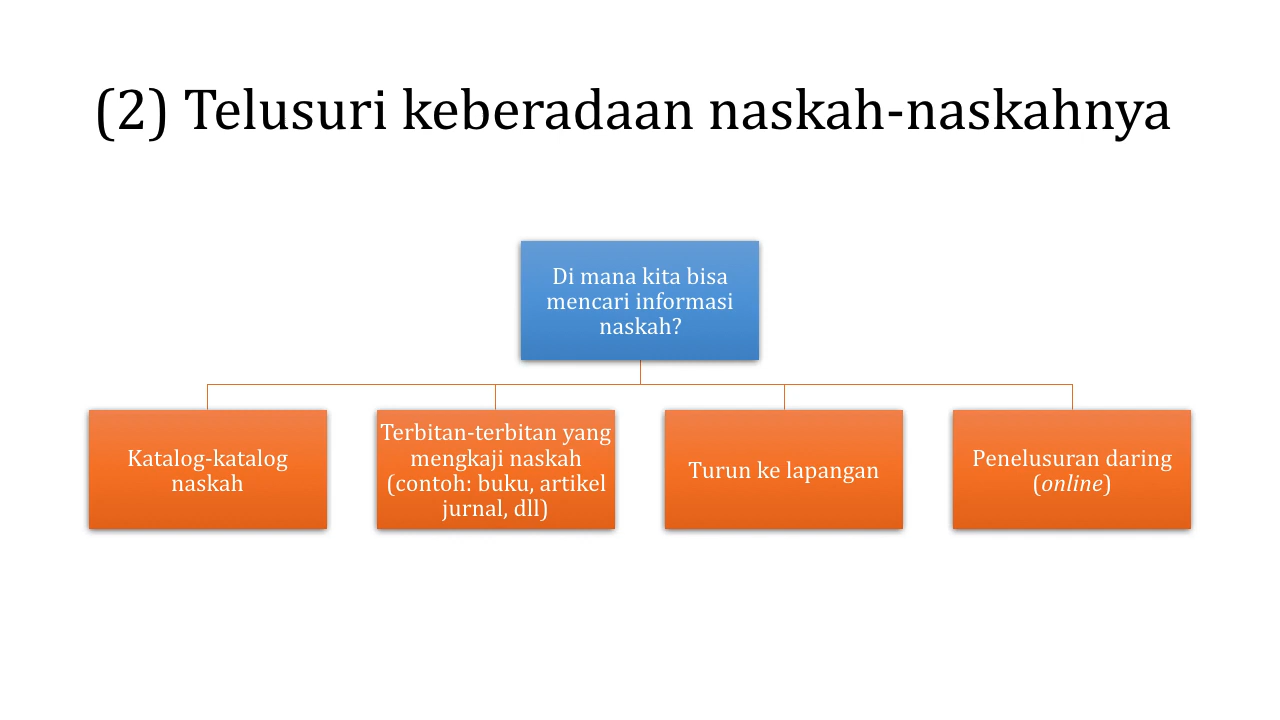 (2) Telusuri keberadaan naskah-naskahnya
Di mana kita bisa
mencari informasi
naskah?
Katalog-katalog
naskah
Terbitan-terbitan yang
mengkaji naskah
(contoh: buku, artikel
jurnal, dll)
Turun ke lapangan
Penelusuran daring
(online)